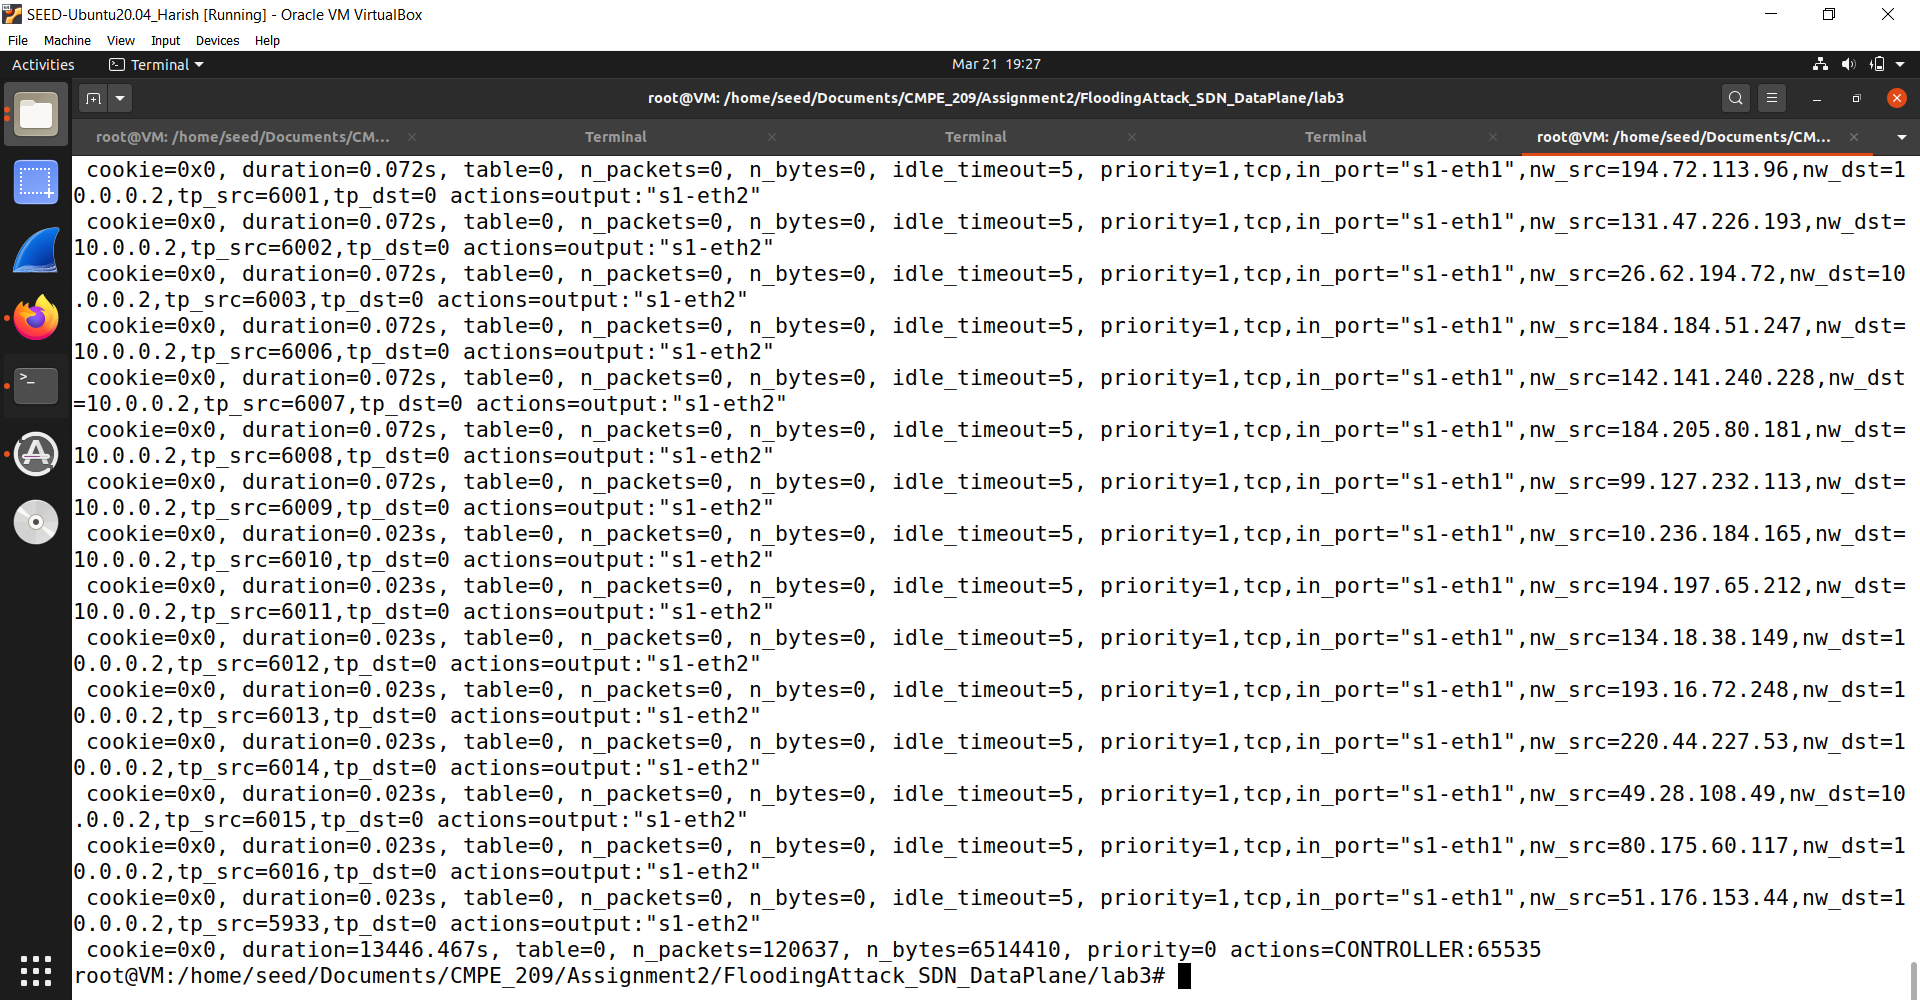 SEED-Ubuntu20.04_Harish [Running] - Oracle VM VirtualBox
File Machine View Input Devices Help
Activities Terminal Mar 21 19:27
root@VM: /home/seed/Documents/CMPE_209/Assignment2/FloodingAttack_SDN_DataPlane/lab3
root@VM: /home/seed/Documents/CM... Terminal Terminal Terminal root@VM: /home/seed/Documents/CM...
cookie=0x0, duration=0.072s, table=0, n_packets=0, n_bytes=0, idle_timeout=5, priority=1,tcp,in_port="s1-eth1",nw_src=194.72.113.96,nw_dst=1
0.0.0.2,tp_src=6001,tp_dst=0 actions=output:"s1-eth2"
cookie=0x0, duration=0.072s, table=0, n_packets=0, n_bytes=0, idle_timeout=5, priority=1,tcp,in_port="s1-eth1",nw_src=131.47.226.193,nw_dst=
10.0.0.2,tp_src=6002,tp_dst=0 actions=output:"s1-eth2"
cookie=0x0, duration=0.072s, table=0, n_packets=0, n_bytes=0, idle_timeout=5, priority=1,tcp,in_port="s1-eth1",nw_src=26.62.194.72,nw_dst=10
.0.0.2,tp_src=6003,tp_dst=0 actions=output:"s1-eth2"
cookie=0x0, duration=0.072s, table=0, n_packets=0, n_bytes=0, idle_timeout=5, priority=1,tcp,in_port="s1-eth1",nw_src=184.184.51.247,nw_dst=
10.0.0.2,tp_src=6006,tp_dst=0 actions=output:"s1-eth2"
cookie=0x0, duration=0.072s, table=0, n_packets=0, n_bytes=0, idle_timeout=5, priority=1,tcp,in_port="s1-eth1",nw_src=142.141.240.228,nw_dst
=10.0.0.2,tp_src=6007,tp_dst=0 actions=output:"s1-eth2"
cookie=0x0, duration=0.072s, table=0, n_packets=0, n_bytes=0, idle_timeout=5, priority=1,tcp,in_port="s1-eth1",nw_src=184.205.80.181,nw_dst=
10.0.0.2,tp_src=6008,tp_dst=0 actions=output:"s1-eth2"
cookie=0x0, duration=0.072s, table=0, n_packets=0, n_bytes=0, idle_timeout=5, priority=1,tcp,in_port="s1-eth1",nw_src=99.127.232.113,nw_dst=
10.0.0.2,tp_src=6009,tp_dst=0 actions=output:"s1-eth2"
cookie=0x0, duration=0.023s, table=0, n_packets=0, n_bytes=0, idle_timeout=5, priority=1,tcp,in_port="s1-eth1",nw_src=10.236.184.165,nw_dst=
10.0.0.2,tp_src=6010,tp_dst=0 actions=output:"s1-eth2"
cookie=0x0, duration=0.023s, table=0, n_packets=0, n_bytes=0, idle_timeout=5, priority=1,tcp,in_port="s1-eth1",nw_src=194.197.65.212,nw_dst=
10.0.0.2,tp_src=6011,tp_dst=0 actions=output:"s1-eth2"
cookie=0x0, duration=0.023s, table=0, n_packets=0, n_bytes=0, idle_timeout=5, priority=1,tcp,in_port="s1-eth1",nw_src=134.18.38.149,nw_dst=1
0.0.0.2,tp_src=6012,tp_dst=0 actions=output:"s1-eth2"
cookie=0x0, duration=0.023s, table=0, n_packets=0, n_bytes=0, idle_timeout=5, priority=1,tcp,in_port="s1-eth1",nw_src=193.16.72.248,nw_dst=1
0.0.0.2,tp_src=6013,tp_dst=0 actions=output:"s1-eth2"
cookie=0x0, duration=0.023s, table=0, n_packets=0, n_bytes=0, idle_timeout=5, priority=1,tcp,in_port="s1-eth1",nw_src=220.44.227.53,nw_dst=1
0.0.0.2,tp_src=6014,tp_dst=0 actions=output:"s1-eth2"
cookie=0x0, duration=0.023s, table=0, n_packets=0, n_bytes=0, idle_timeout=5, priority=1,tcp,in_port="s1-eth1",nw_src=49.28.108.49,nw_dst=10
.0.0.2,tp_src=6015,tp_dst=0 actions=output:"s1-eth2"
cookie=0x0, duration=0.023s, table=0, n_packets=0, n_bytes=0, idle_timeout=5, priority=1,tcp,in_port="s1-eth1",nw_src=80.175.60.117,nw_dst=1
0.0.0.2,tp_src=6016,tp_dst=0 actions=output:"s1-eth2"
cookie=0x0, duration=0.023s, table=0, n_packets=0, n_bytes=0, idle_timeout=5, priority=1,tcp,in_port="s1-eth1",nw_src=51.176.153.44,nw_dst=1
0.0.0.2,tp_src=5933,tp_dst=0 actions=output:"s1-eth2"
cookie=0x0, duration=13446.467s, table=0, n_packets=120637, n_bytes=6514410, priority=0 actions=CONTROLLER:65535
root@VM:/home/seed/Documents/CMPE_209/Assignment2/FloodingAttack_SDN_DataPlane/lab3#